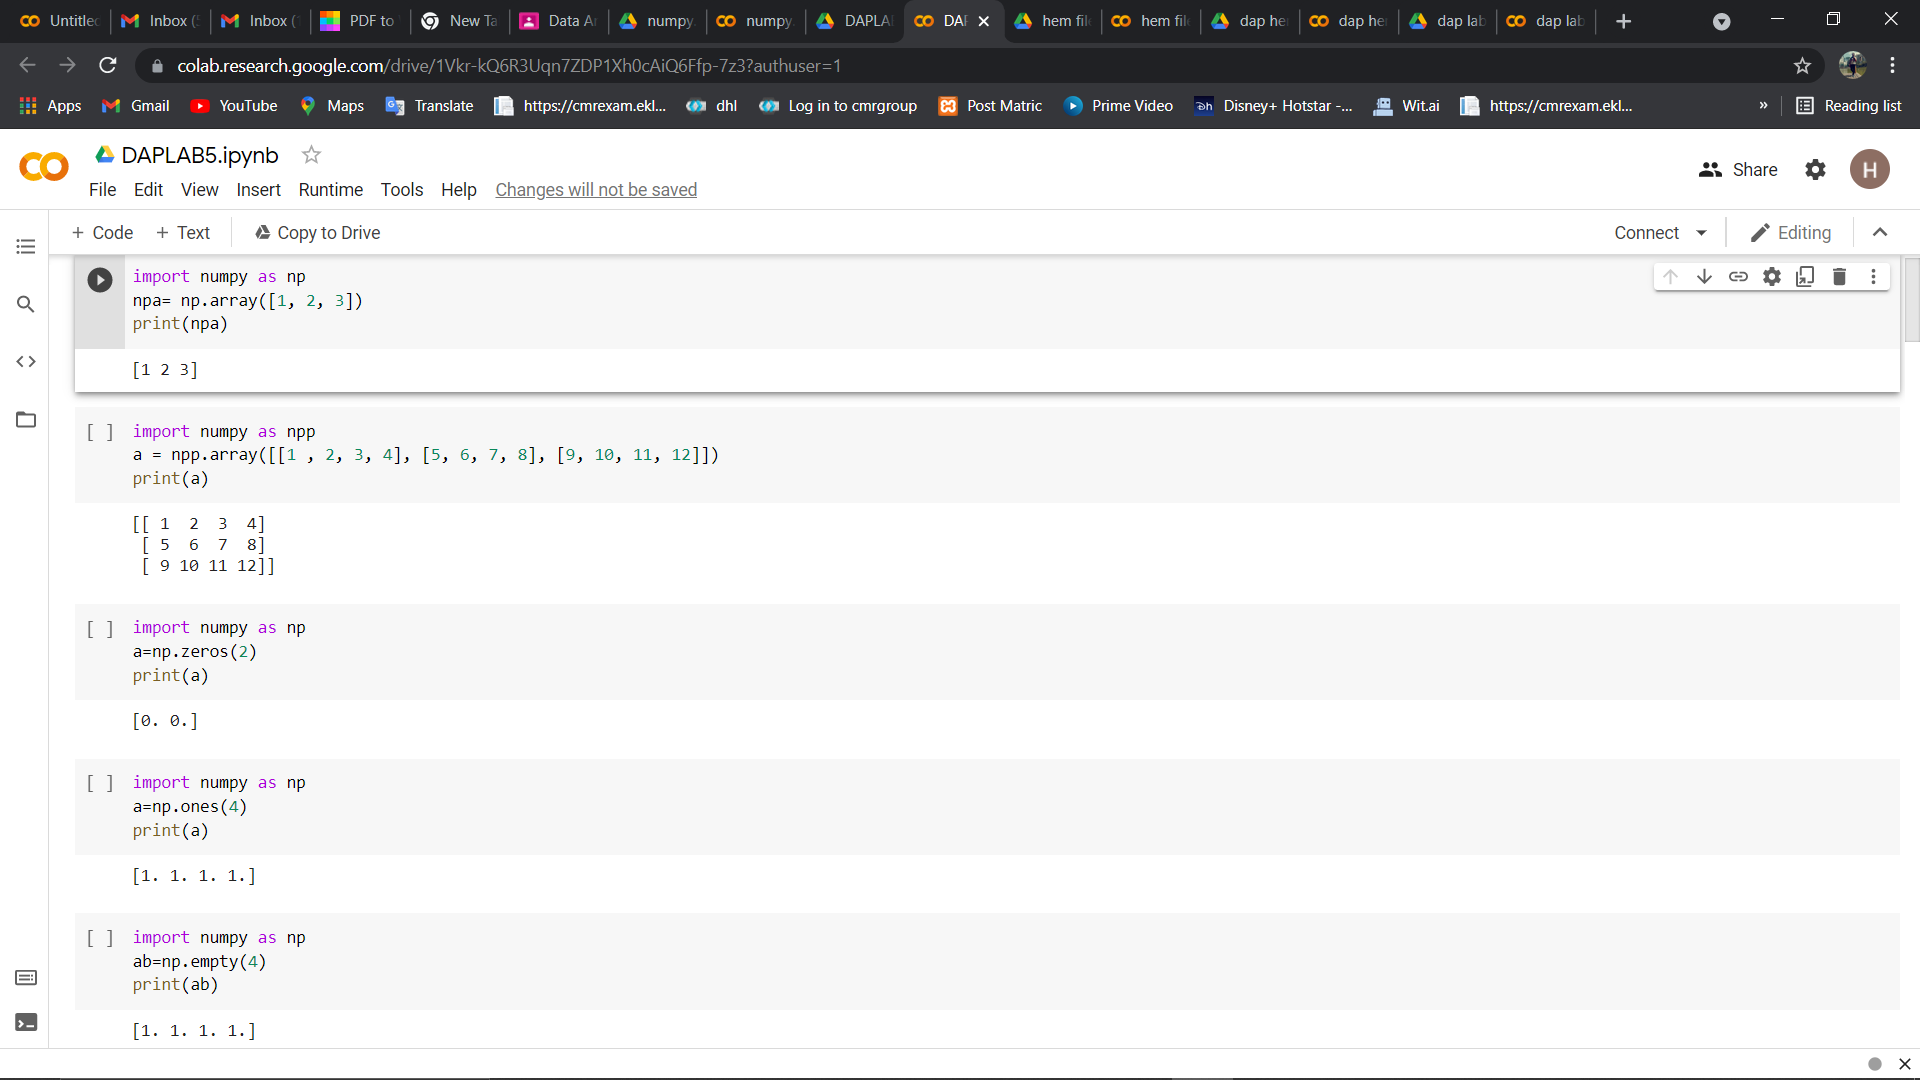 Untitled Inbox ( Inbox ( PDF to New Ta Data A numpy. numpy. DAPLA DAP hem file hem file dap he dap he dap lab dap lab
colab.research.google.com/drive/1Vkr-kQ6R3Uqn7ZDP1Xh0cAiQ6Ffp-7z3?authuser=1
Apps Gmail YouTube Maps Translate https://cmrexam.ekl... dhl Log in to cmrgroup Post Matric Prime Video Disney+ Hotstar -... Wit.ai https://cmrexam.ekl... » Reading list
DAPLAB5.ipynb
Share H
File Edit View Insert Runtime Tools Help Changes will not be saved
+ Code + Text Copy to Drive Connect Editing
import numpy as np
npa= np.array([1, 2, 3])
print(npa)
[1 2 3]
[ ] import numpy as npp
a = npp.array([[1 , 2, 3, 4], [5, 6, 7, 8], [9, 10, 11, 12]])
print(a)
[[ 1  2  3  4]
[ 5  6  7  8]
[ 9 10 11 12]]
[ ] import numpy as np
a=np.zeros(2)
print(a)
[0. 0.]
[ ] import numpy as np
a=np.ones(4)
print(a)
[1. 1. 1. 1.]
[ ] import numpy as np
ab=np.empty(4)
print(ab)
[1. 1. 1. 1.]